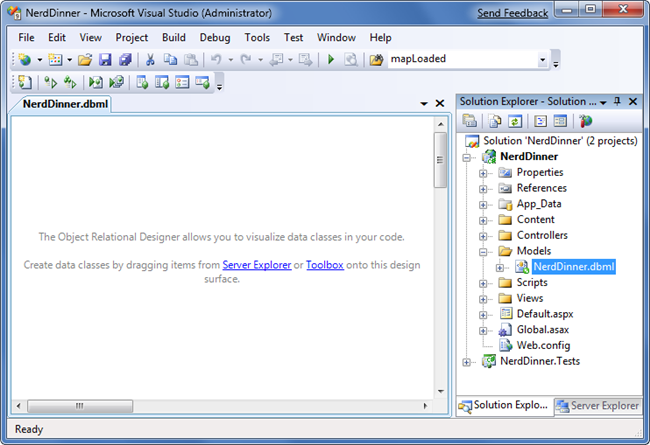 NerdDinner - Microsoft Visual Studio (Administrator)
Send Feedback
File Edit View Project Build Debug Tools Test Window Help
mapLoaded
NerdDinner.dbml
The Object Relational Designer allows you to visualize data classes in your code.
Create data classes by dragging items from Server Explorer or Toolbox onto this design
surface.
Solution Explorer - Solution ...
Solution 'NerdDinner' (2 projects)
NerdDinner
Properties
References
App_Data
Content
Controllers
Models
NerdDinner.dbml
Scripts
Views
Default.aspx
Global.asax
Web.config
NerdDinner.Tests
Solution Explo...
Server Explorer
Ready